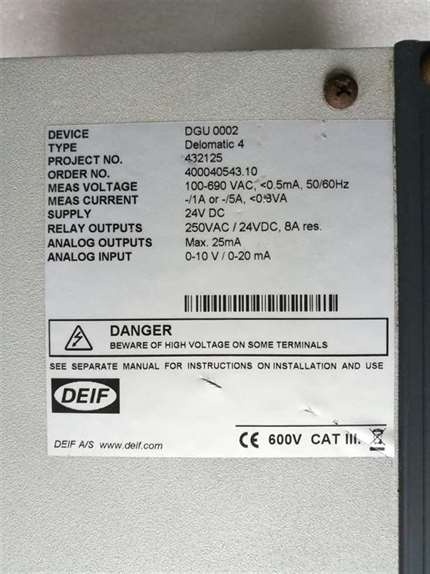 DEVICE DGU 0002
TYPE Delomatic 4
PROJECT NO. 432125
ORDER NO. 400040543.10
MEAS VOLTAGE 100-690 VAC, <0.5mA, 50/60Hz
MEAS CURRENT -/1A or -/5A, <0.3VA
SUPPLY 24V DC
RELAY OUTPUTS 250VAC / 24VDC, 8A res.
ANALOG OUTPUTS Max. 25mA
ANALOG INPUT 0-10 V / 0-20 mA
DANGER
BEWARE OF HIGH VOLTAGE ON SOME TERMINALS
SEE SEPARATE MANUAL FOR INSTRUCTIONS ON INSTALLATION AND USE
DEIF
DEIF A/S www.deif.com
CE 600V CAT III.